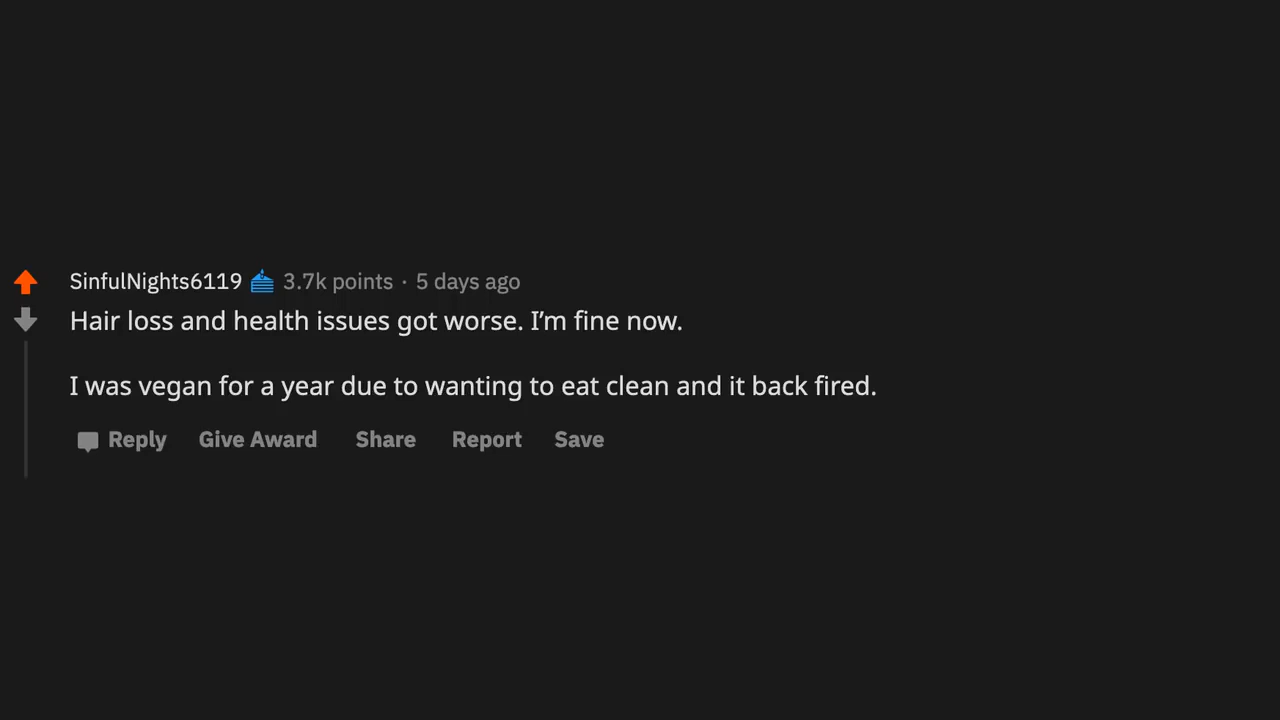 SinfulNights6119 3.7k points · 5 days ago
Hair loss and health issues got worse. I’m fine now.
I was vegan for a year due to wanting to eat clean and it back fired.
Reply Give Award Share Report Save